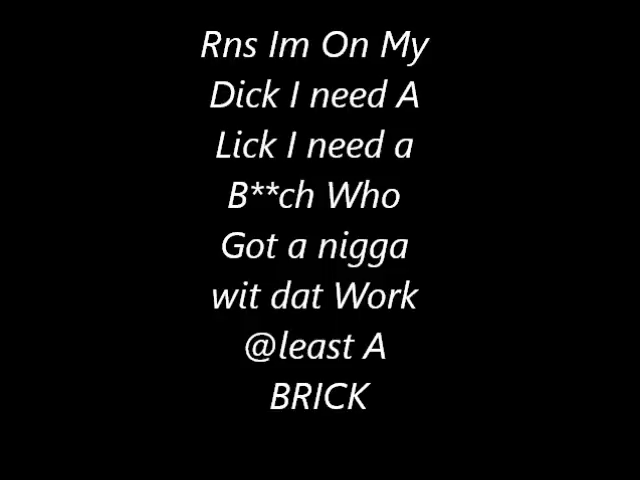 Rns Im On My
Dick I need A
Lick I need a
B**ch Who
Got a nigga
wit dat Work
@least A
BRICK